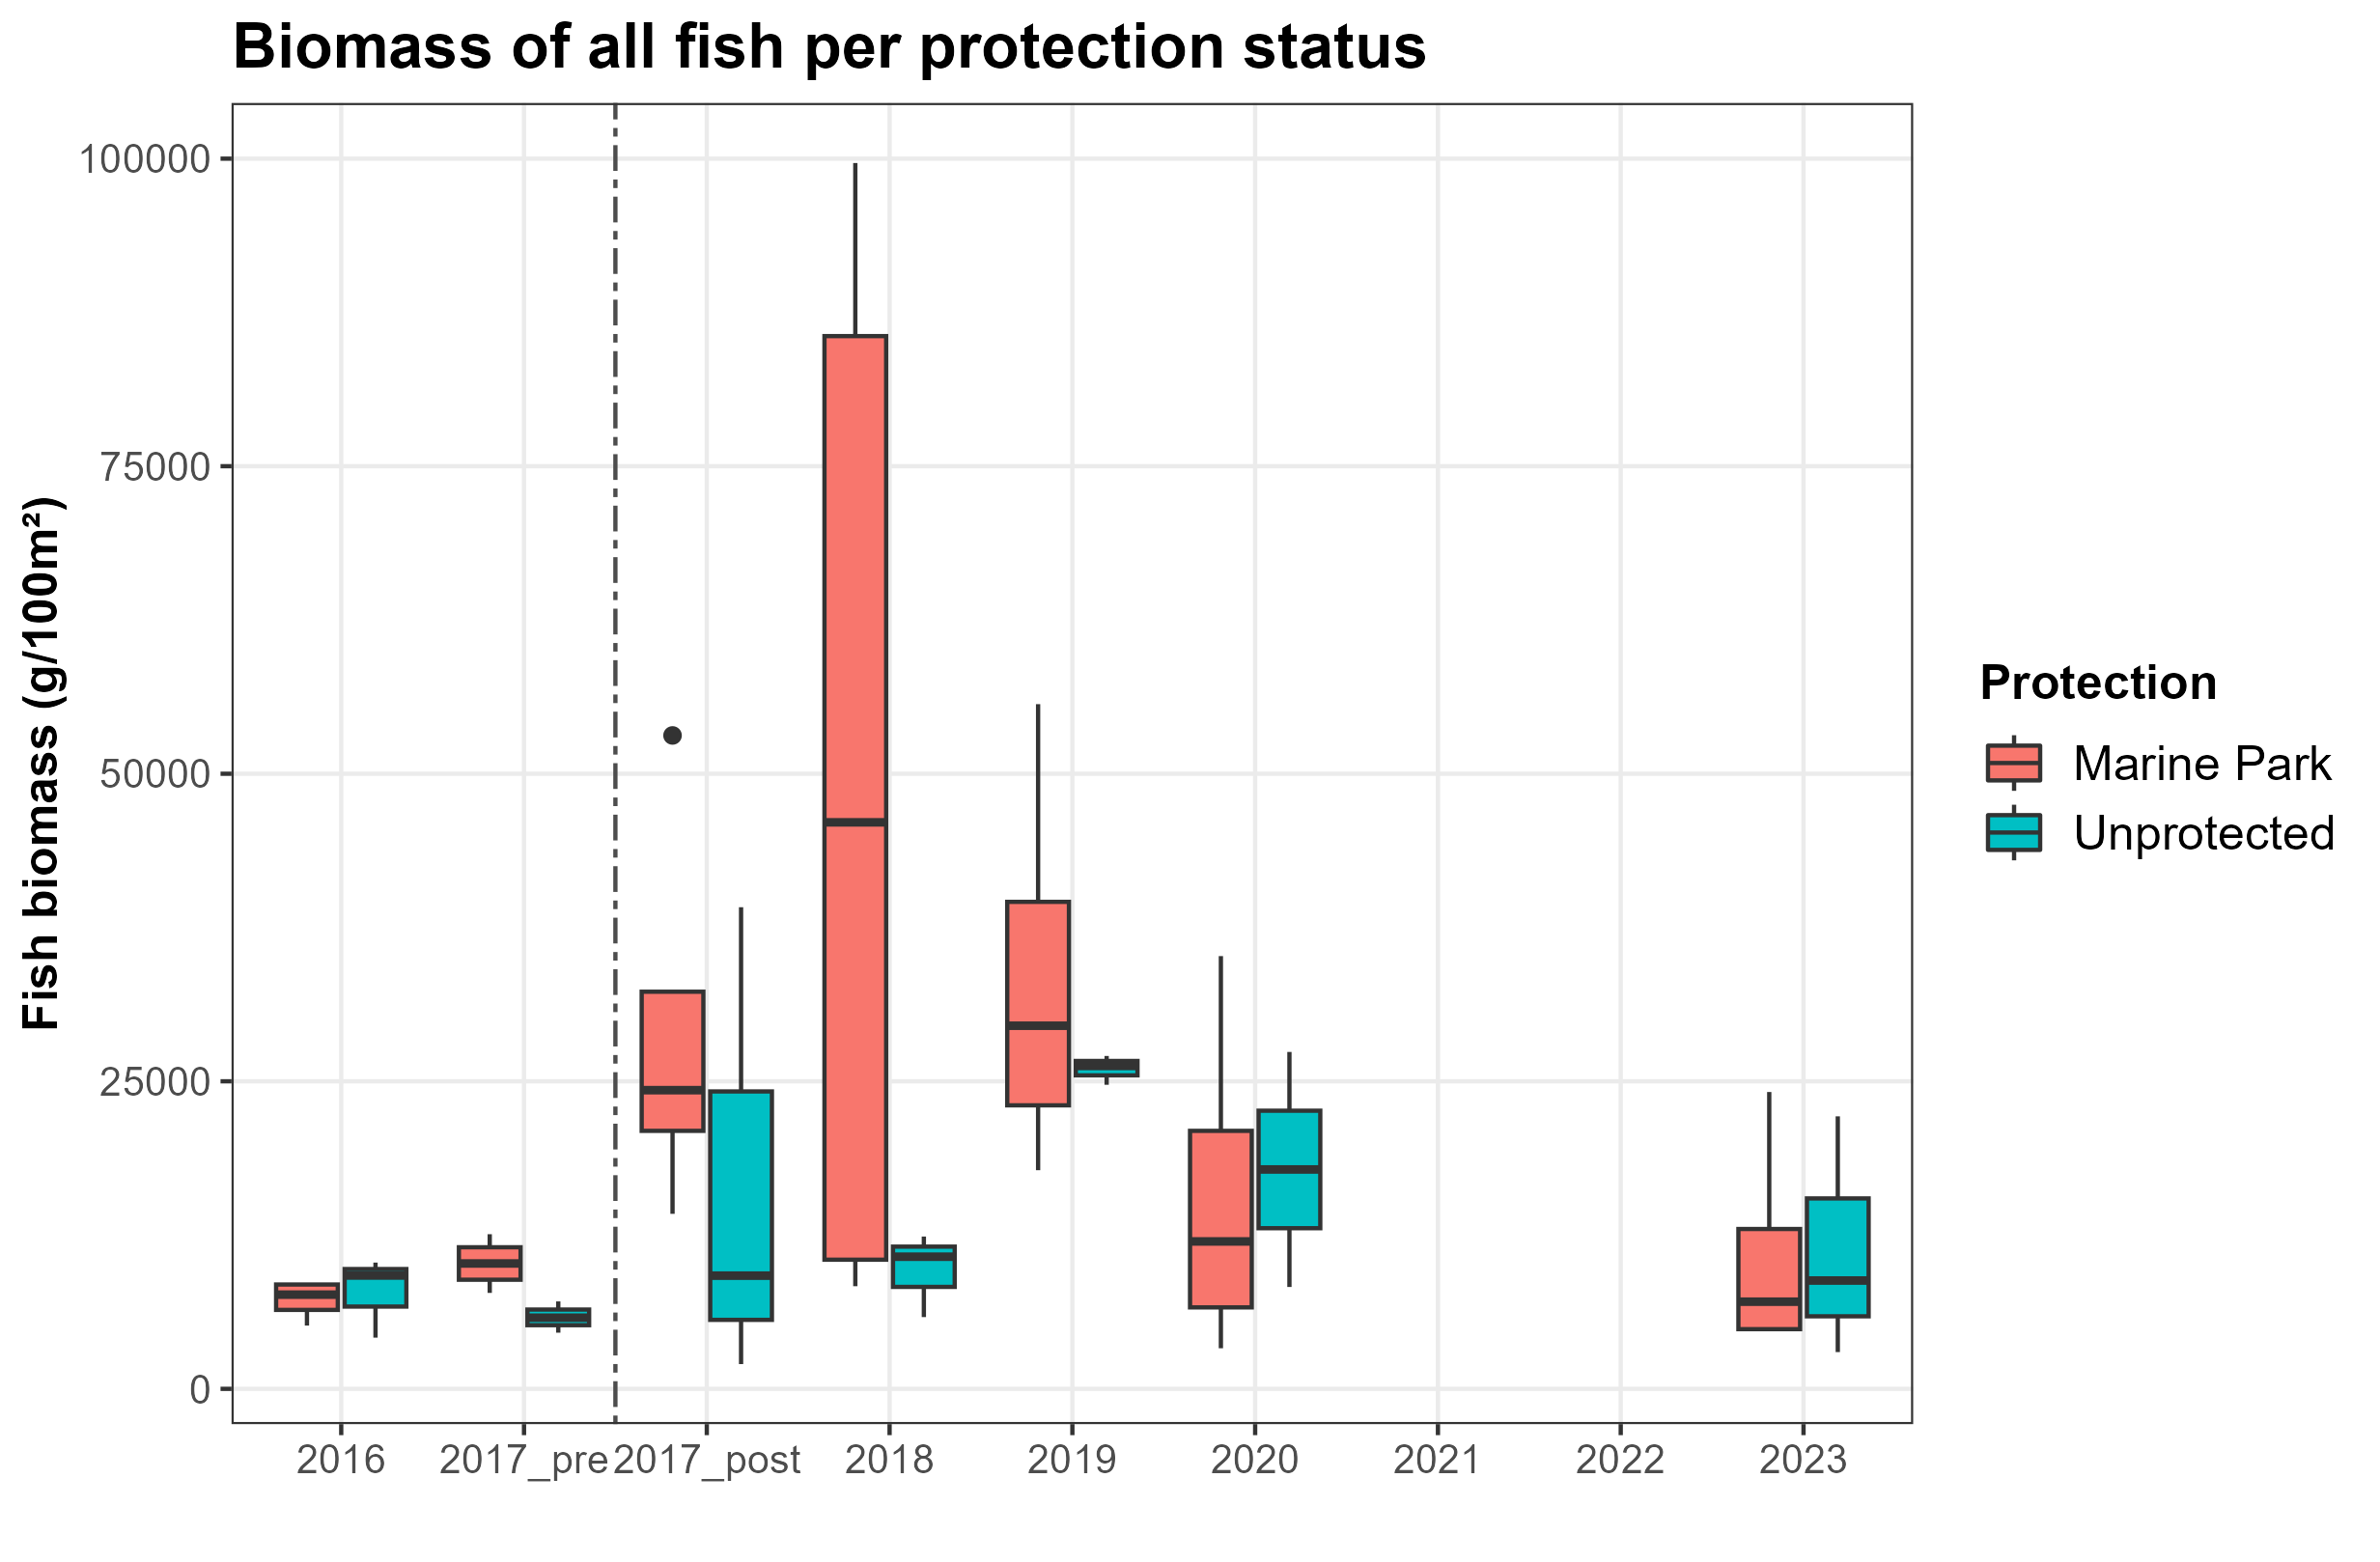 Biomass of all fish per protection status
Fish biomass (g/100m²)
100000
75000
50000
25000
0
2016
2017_pre
2017_post
2018
2019
2020
2021
2022
2023
Protection
Marine Park
Unprotected